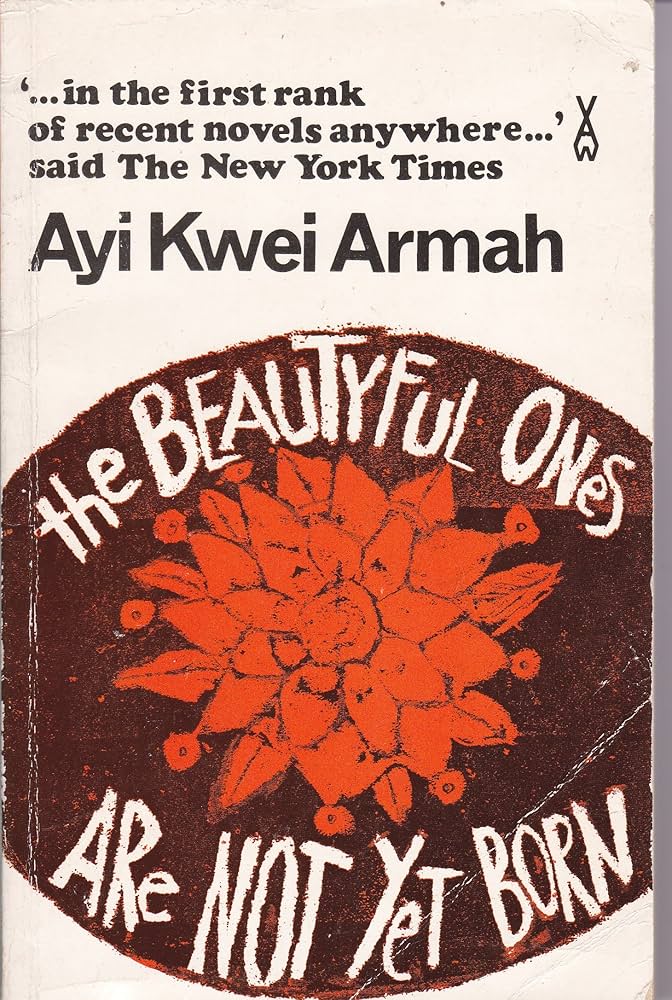 ‘...in the first rank
of recent novels anywhere...’
said The New York Times
AWA
Ayi Kwei Armah
the BEAUTYFUL ONeS
ARe NOT YeT BORN